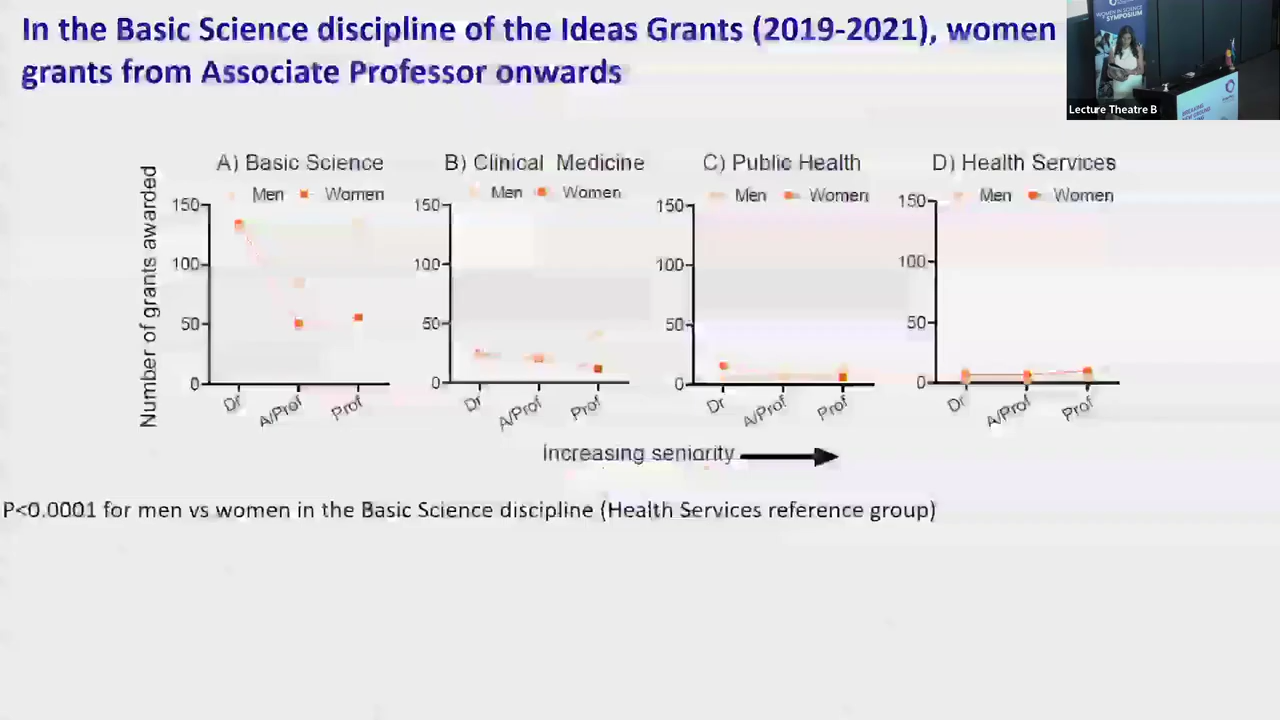 In the Basic Science discipline of the Ideas Grants (2019-2021), women
grants from Associate Professor onwards
WOMEN IN SCIENCE
SYMPOSIUM
Lecture Theatre B
Number of grants awarded
A) Basic Science
Men Women
150
100
50
0
Dr A/Prof Prof
B) Clinical Medicine
Men Women
150
100
50
0
Dr A/Prof Prof
C) Public Health
Men Women
150
100
50
0
Dr A/Prof Prof
D) Health Services
Men Women
150
100
50
0
Dr A/Prof Prof
Increasing seniority
P<0.0001 for men vs women in the Basic Science discipline (Health Services reference group)